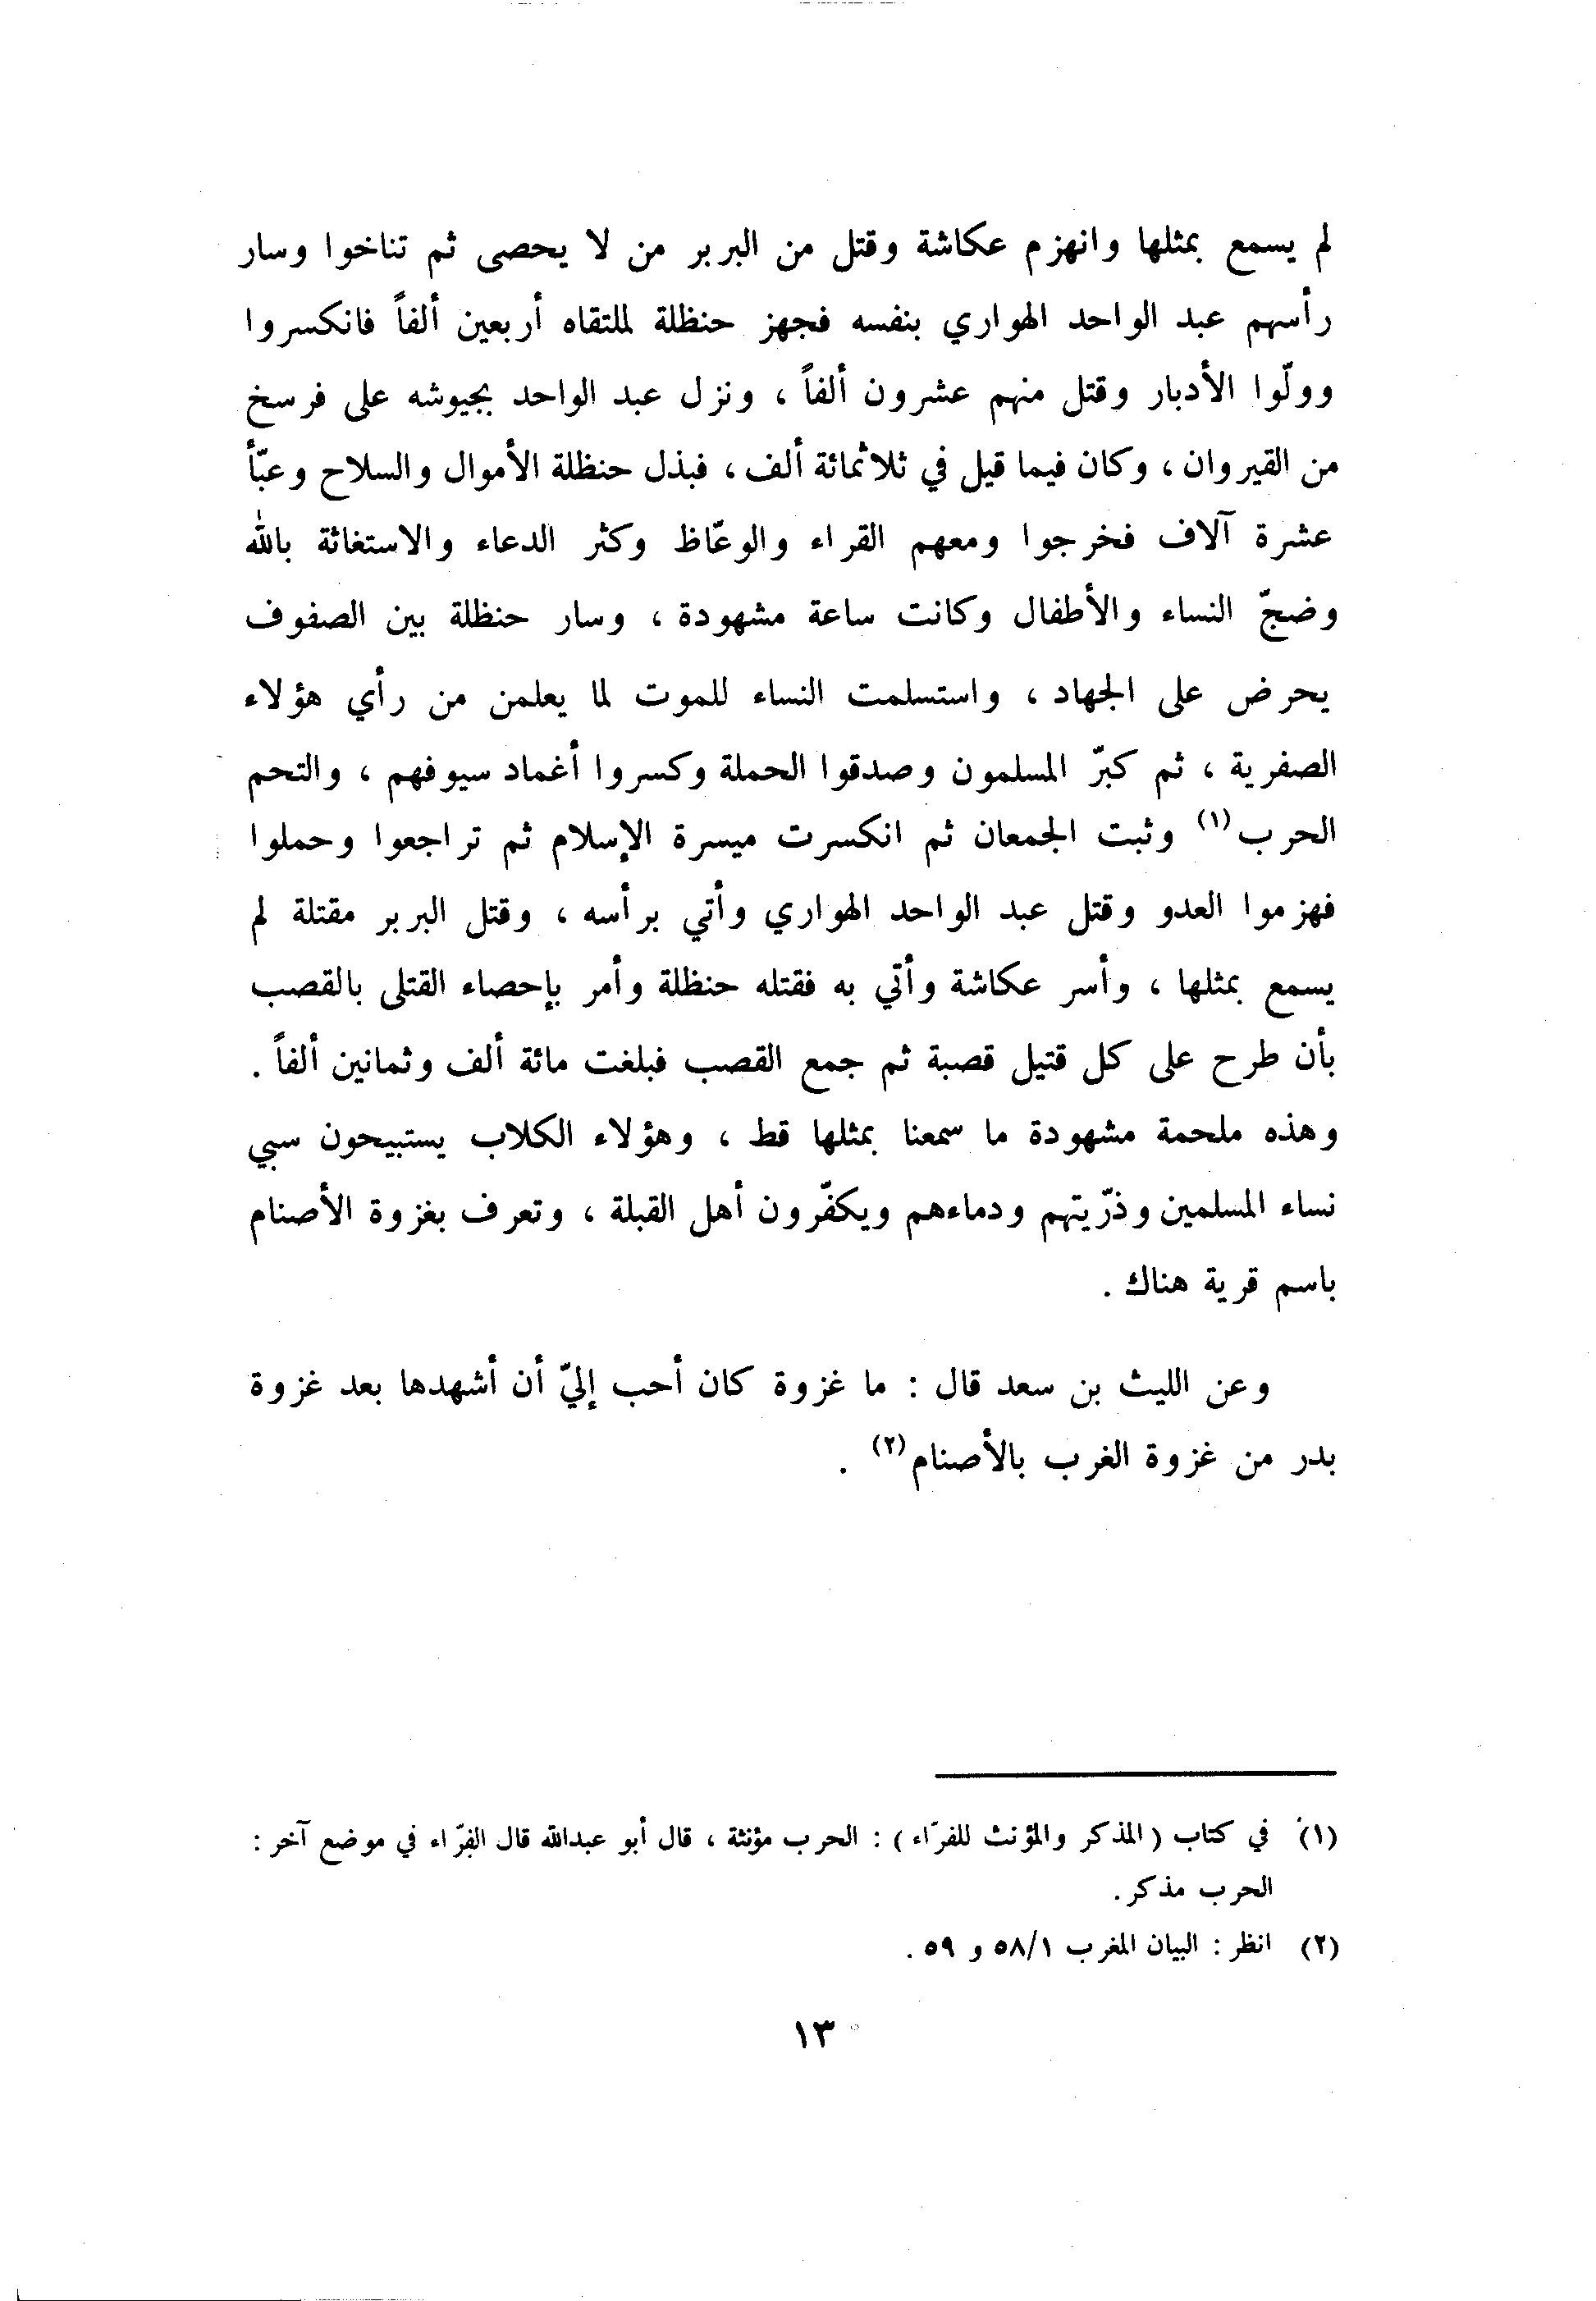 لم يسمع بمثلها وانهزم عكاشة وقتل من البربر من لا يحصى ثم تناخوا وسار
رأسهم عبد الواحد الهواري بنفسه فجهز حنظلة لملتقاه أربعين ألفاً فانكسروا
وولّوا الأدبار وقتل منهم عشرون ألفاً ، ونزل عبد الواحد بجيوشه على فرسخ
من القيروان ، وكان فيما قيل في ثلاثمائة ألف ، فبذل حنظلة الأموال والسلاح وعبّأ
عشرة آلاف فخرجوا ومعهم القراء والوعّاظ وكثر الدعاء والاستغاثة بالله
وضجّ النساء والأطفال وكانت ساعة مشهودة ، وسار حنظلة بين الصفوف
يحرض على الجهاد ، واستسلمت النساء للموت لما يعلمن من رأي هؤلاء
الصفرية ، ثم كبرّ المسلمون وصدقوا الحملة وكسروا أغماد سيوفهم ، والتحم
الحرب(١) وثبت الجمعان ثم انكسرت ميسرة الإسلام ثم تراجعوا وحملوا
فهزموا العدو وقتل عبد الواحد الهواري وأتي برأسه ، وقتل البربر مقتلة لم
يسمع بمثلها ، وأسر عكاشة وأتي به فقتله حنظلة وأمر بإحصاء القتلى بالقصب
بأن طرح على كل قتيل قصبة ثم جمع القصب فبلغت مائة ألف وثمانين ألفاً .
وهذه ملحمة مشهودة ما سمعنا بمثلها قط ، وهؤلاء الكلاب يستبيحون سبي
نساء المسلمين وذرّيتهم ودماءهم ويكفّرون أهل القبلة ، وتعرف بغزوة الأصنام
باسم قرية هناك .
وعن الليث بن سعد قال : ما غزوة كان أحب إليّ أن أشهدها بعد غزوة
بدر من غزوة الغرب بالأصنام(٢) .
(١) في كتاب (المذكر والمؤنث للفرّاء) : الحرب مؤنثة ، قال أبو عبدالله قال الفرّاء في موضع آخر :
الحرب مذكر .
(٢) انظر : البيان المغرب ٥٨/١ و ٥٩ .
١٣